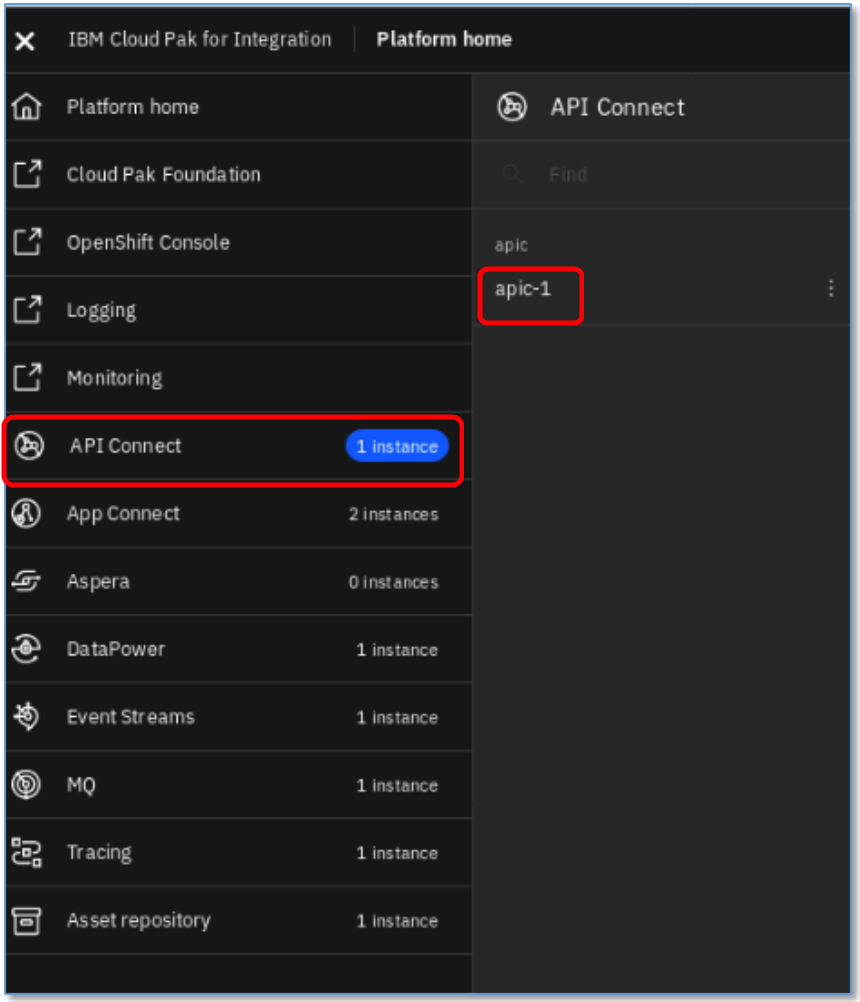 IBM Cloud Pak for Integration Platform home
Platform home
Cloud Pak Foundation
OpenShift Console
Logging
Monitoring
API Connect 1 instance
App Connect 2 instances
Aspera 0 instances
DataPower 1 instance
Event Streams 1 instance
MQ 1 instance
Tracing 1 instance
Asset repository 1 instance
API Connect
Find
apic
apic-1